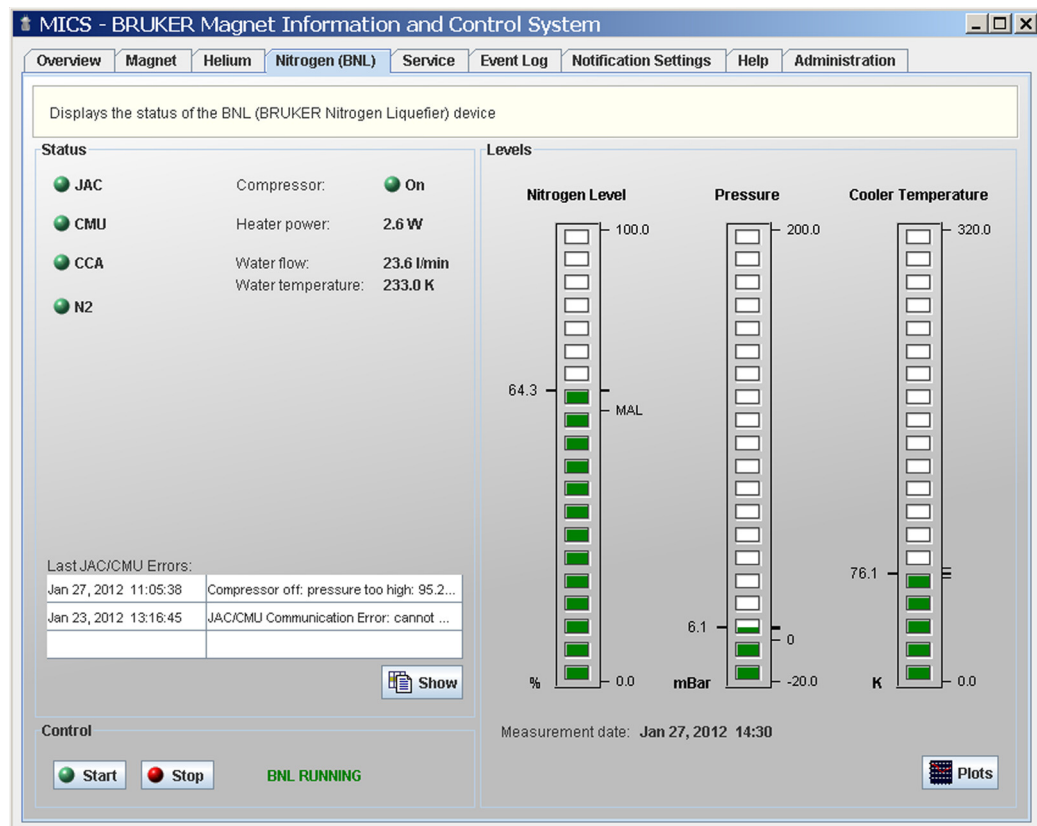 MICS - BRUKER Magnet Information and Control System
Overview Magnet Helium Nitrogen (BNL) Service Event Log Notification Settings Help Administration
Displays the status of the BNL (BRUKER Nitrogen Liquefier) device
Status
JAC Compressor: On
CMU Heater power: 2.6 W
CCA Water flow: 23.6 l/min
Water temperature: 233.0 K
N2
Last JAC/CMU Errors:
Jan 27, 2012 11:05:38 Compressor off: pressure too high: 95.2...
Jan 23, 2012 13:16:45 JAC/CMU Communication Error: cannot ...
Show
Control
Start Stop BNL RUNNING
Levels
Nitrogen Level Pressure Cooler Temperature
100.0 200.0 320.0
64.3
MAL
76.1
6.1
0
% 0.0 mBar -20.0 K 0.0
Measurement date: Jan 27, 2012 14:30
Plots